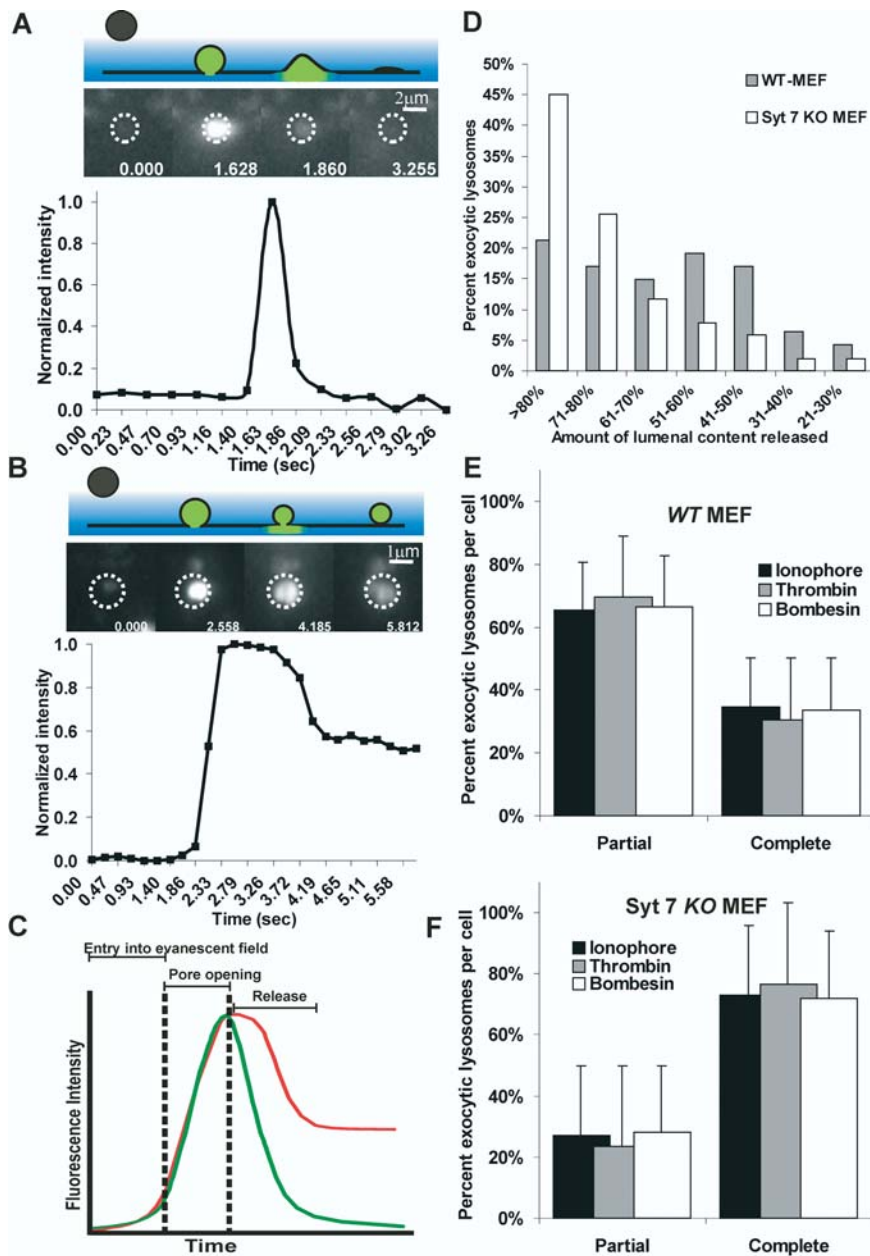 A
2µm
0.000 1.628 1.860 3.255
Normalized intensity
1.0
0.8
0.6
0.4
0.2
0.0
0.00 0.23 0.47 0.70 0.93 1.16 1.40 1.63 1.86 2.09 2.33 2.56 2.79 3.02 3.26
Time (sec)
B
1µm
0.000 2.558 4.185 5.812
Normalized intensity
1.0
0.8
0.6
0.4
0.2
0.0
0.00 0.47 0.93 1.40 1.86 2.33 2.79 3.26 3.72 4.19 4.65 5.11 5.58
Time (sec)
C
Entry into evanescent field
Pore opening
Release
Fluorescence Intensity
Time
D
Percent exocytic lysosomes
50%
45%
40%
35%
30%
25%
20%
15%
10%
5%
0%
WT-MEF
Syt 7 KO MEF
>80% 71-80% 61-70% 51-60% 41-50% 31-40% 21-30%
Amount of lumenal content released
E
Percent exocytic lysosomes per cell
WT MEF
100%
80%
60%
40%
20%
0%
Ionophore
Thrombin
Bombesin
Partial Complete
F
Percent exocytic lysosomes per cell
Syt 7 KO MEF
100%
80%
60%
40%
20%
0%
Ionophore
Thrombin
Bombesin
Partial Complete